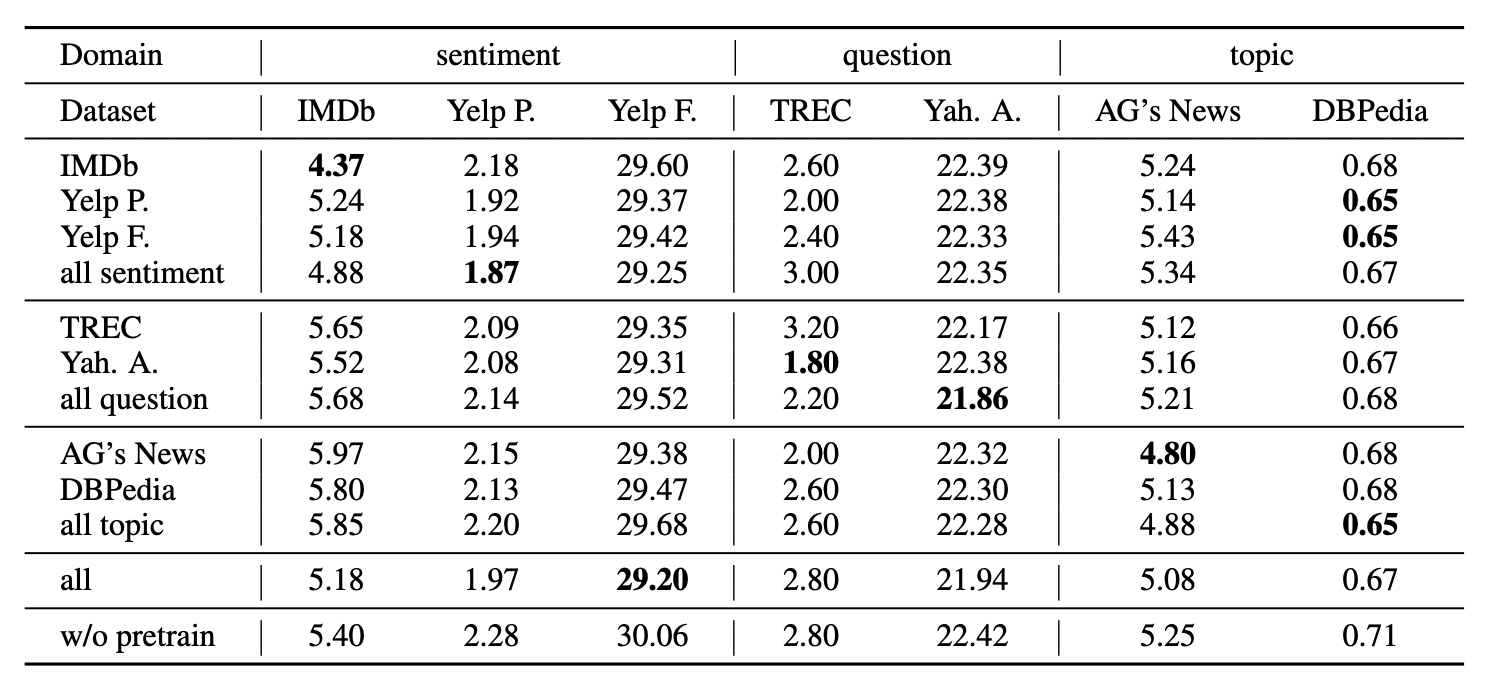 Domain sentiment question topic
Dataset IMDb Yelp P. Yelp F. TREC Yah. A. AG's News DBPedia
IMDb 4.37 2.18 29.60 2.60 22.39 5.24 0.68
Yelp P. 5.24 1.92 29.37 2.00 22.38 5.14 0.65
Yelp F. 5.18 1.94 29.42 2.40 22.33 5.43 0.65
all sentiment 4.88 1.87 29.25 3.00 22.35 5.34 0.67
TREC 5.65 2.09 29.35 3.20 22.17 5.12 0.66
Yah. A. 5.52 2.08 29.31 1.80 22.38 5.16 0.67
all question 5.68 2.14 29.52 2.20 21.86 5.21 0.68
AG's News 5.97 2.15 29.38 2.00 22.32 4.80 0.68
DBPedia 5.80 2.13 29.47 2.60 22.30 5.13 0.68
all topic 5.85 2.20 29.68 2.60 22.28 4.88 0.65
all 5.18 1.97 29.20 2.80 21.94 5.08 0.67
w/o pretrain 5.40 2.28 30.06 2.80 22.42 5.25 0.71